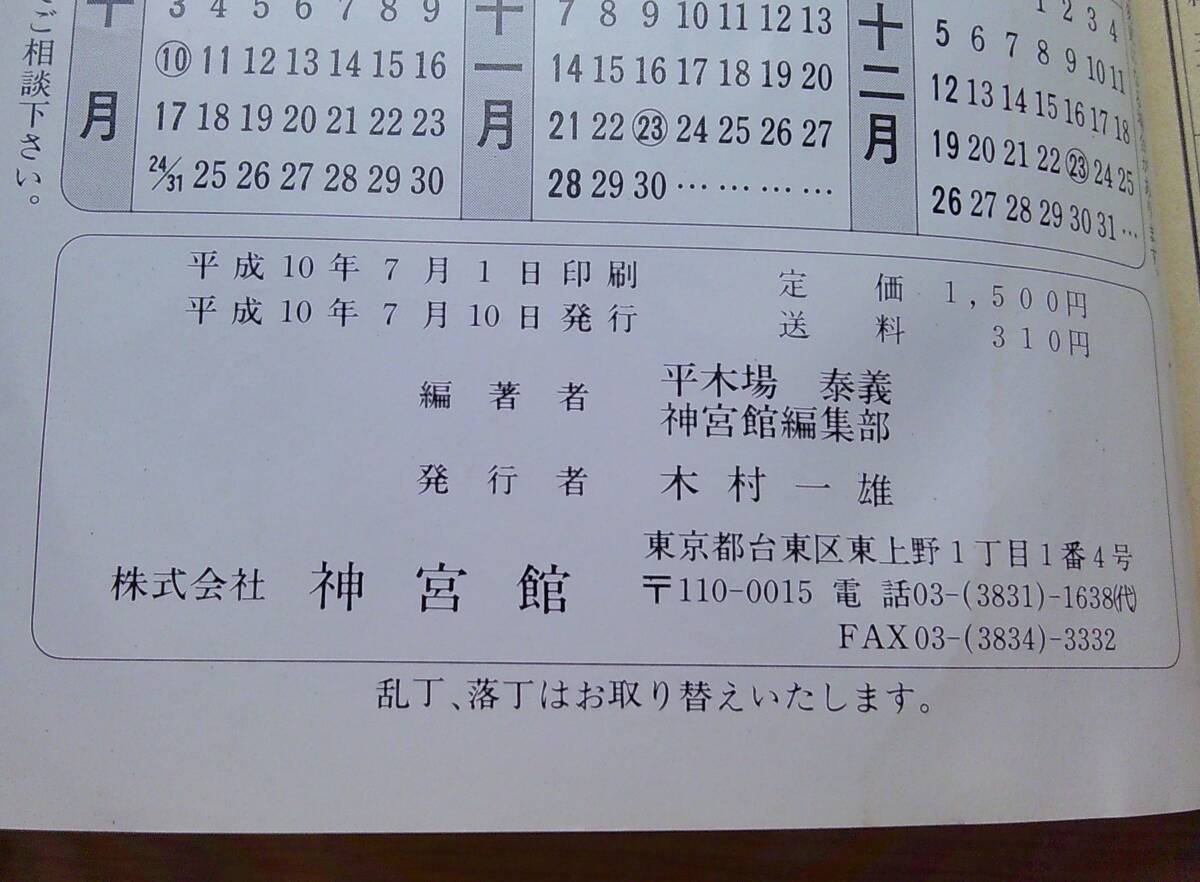 ご相談下さい。
十月
3 4 5 6 7 8 9
⑩ 11 12 13 14 15 16
17 18 19 20 21 22 23
24/31 25 26 27 28 29 30
十一月
7 8 9 10 11 12 13
14 15 16 17 18 19 20
21 22 ㉓ 24 25 26 27
28 29 30 … … … …
十二月
1 2 3 4
5 6 7 8 9 10 11
12 13 14 15 16 17 18
19 20 21 22 ㉓ 24 25
26 27 28 29 30 31 …
平成10年7月1日印刷
平成10年7月10日発行
定価 1,500円
送料 310円
編著者 平木場 泰義
神宮館編集部
発行者 木村一雄
株式会社 神宮館
東京都台東区東上野1丁目1番4号
〒110-0015 電話03-(3831)-1638㈹
FAX03-(3834)-3332
乱丁、落丁はお取り替えいたします。